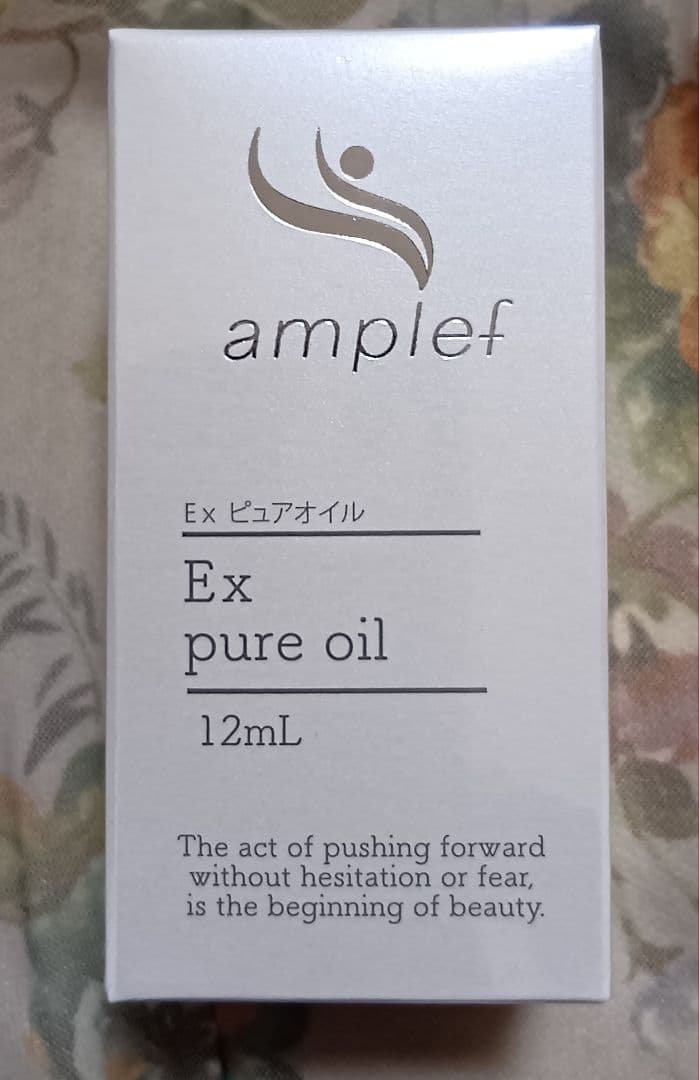 amplef
Ex ピュアオイル
Ex
pure oil
12mL
The act of pushing forward
without hesitation or fear,
is the beginning of beauty.